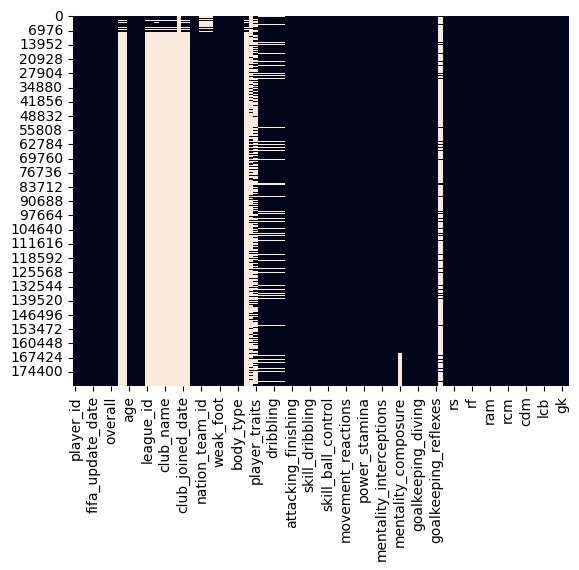 0
6976
13952
20928
27904
34880
41856
48832
55808
62784
69760
76736
83712
90688
97664
104640
111616
118592
125568
132544
139520
146496
153472
160448
167424
174400
player_id
fifa_update_date
overall
age
league_id
club_name
club_joined_date
nation_team_id
weak_foot
body_type
player_traits
dribbling
attacking_finishing
skill_dribbling
skill_ball_control
movement_reactions
power_stamina
mentality_interceptions
mentality_composure
goalkeeping_diving
goalkeeping_reflexes
rs
rf
ram
rcm
cdm
lcb
gk